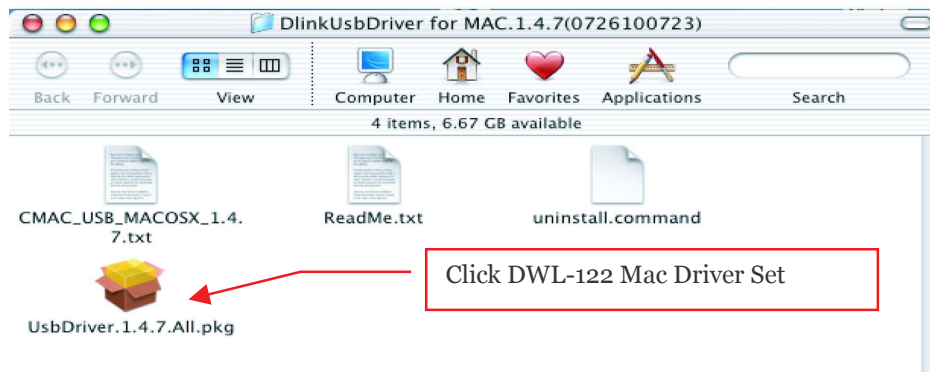 DlinkUsbDriver for MAC.1.4.7(0726100723)
Back Forward View Computer Home Favorites Applications Search
4 items, 6.67 GB available
CMAC_USB_MACOSX_1.4.
7.txt
ReadMe.txt
uninstall.command
Click DWL-122 Mac Driver Set
UsbDriver.1.4.7.All.pkg